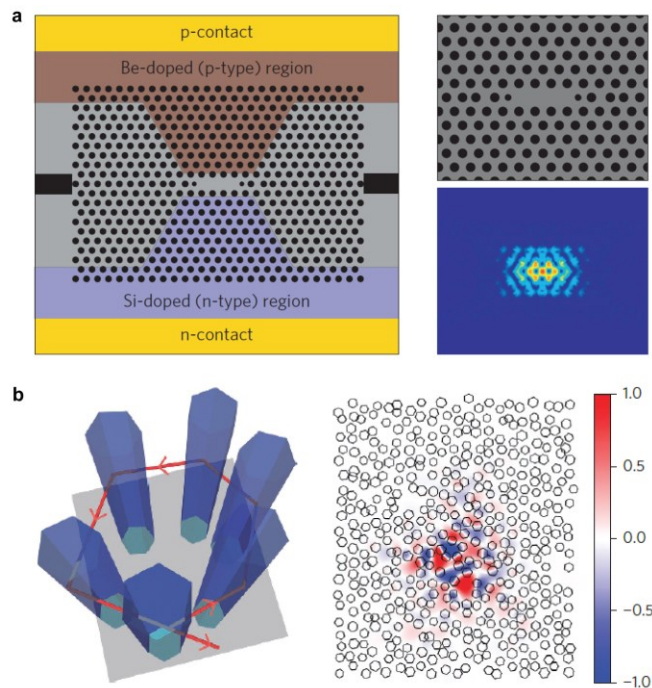 a
p-contact
Be-doped (p-type) region
Si-doped (n-type) region
n-contact
b
1.0
0.5
0
−0.5
−1.0